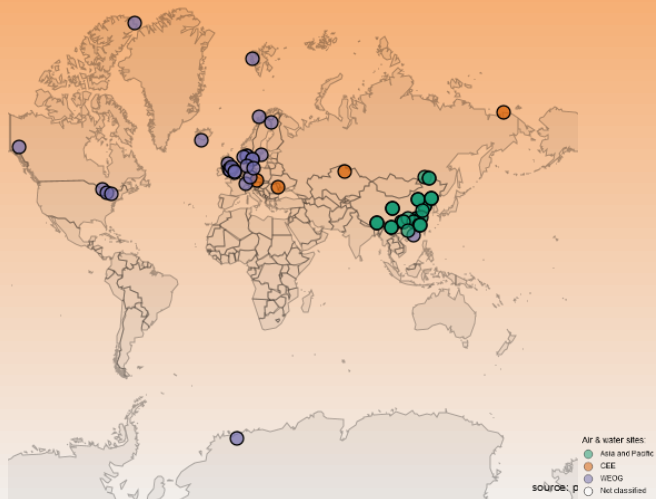 Air & water sites:
Asia and Pacific
CEE
WEOG
Not classified
source: p